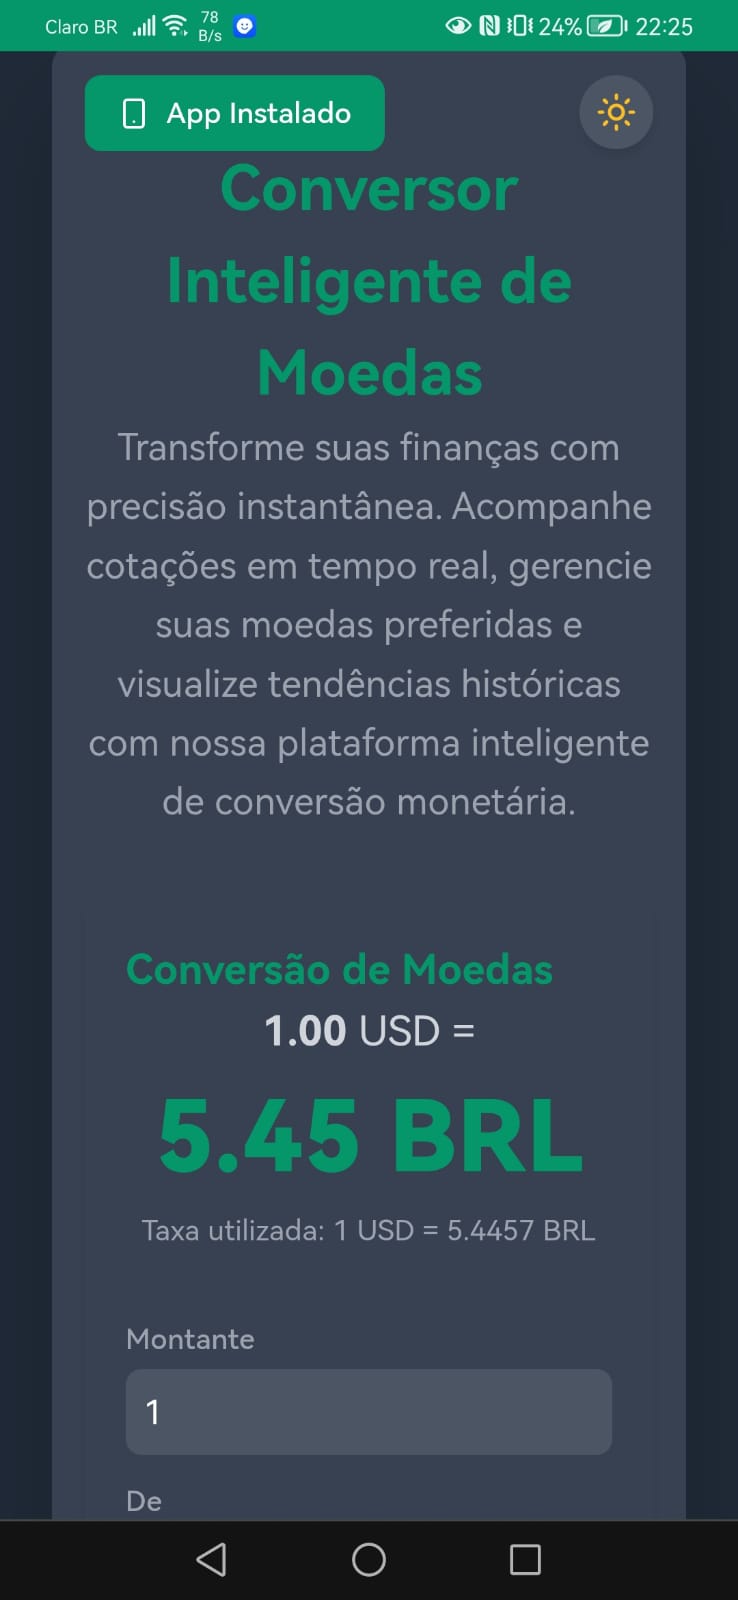 Claro BR 78 B/s 24% 22:25
App Instalado
Conversor
Inteligente de
Moedas
Transforme suas finanças com
precisão instantânea. Acompanhe
cotações em tempo real, gerencie
suas moedas preferidas e
visualize tendências históricas
com nossa plataforma inteligente
de conversão monetária.
Conversão de Moedas
1.00 USD =
5.45 BRL
Taxa utilizada: 1 USD = 5.4457 BRL
Montante
1
De